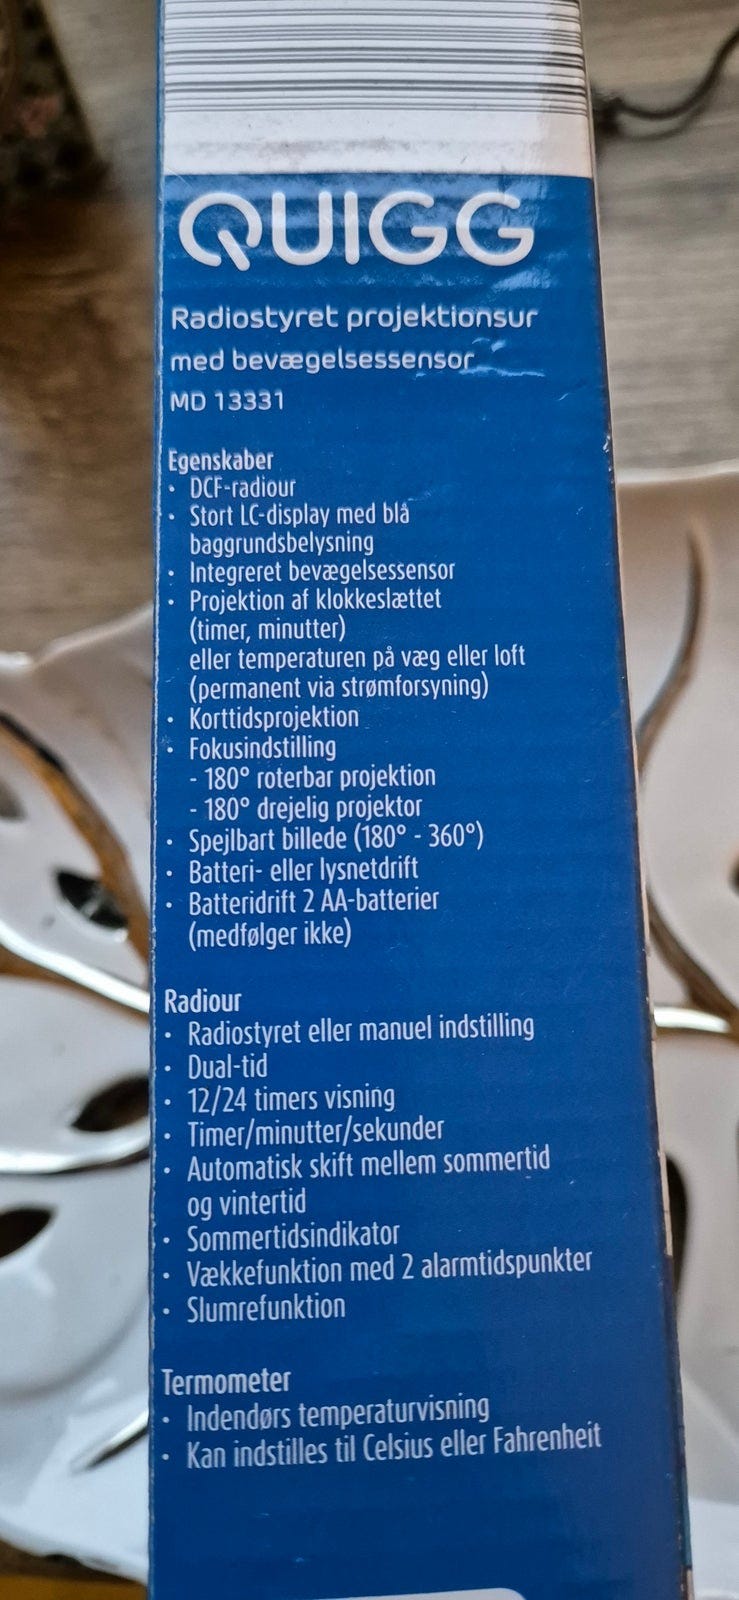 QUIGG
Radiostyret projektionsur
med bevægelsessensor
MD 13331
Egenskaber
· DCF-radiour
· Stort LC-display med blå
baggrundsbelysning
· Integreret bevægelsessensor
· Projektion af klokkeslættet
(timer, minutter)
eller temperaturen på væg eller loft
(permanent via strømforsyning)
· Korttidsprojektion
· Fokusindstilling
- 180° roterbar projektion
- 180° drejelig projektor
· Spejlbart billede (180° - 360°)
· Batteri- eller lysnetdrift
· Batteridrift 2 AA-batterier
(medfølger ikke)
Radiour
· Radiostyret eller manuel indstilling
· Dual-tid
· 12/24 timers visning
· Timer/minutter/sekunder
· Automatisk skift mellem sommertid
og vintertid
· Sommertidsindikator
· Vækkefunktion med 2 alarmtidspunkter
· Slumrefunktion
Termometer
· Indendørs temperaturvisning
· Kan indstilles til Celsius eller Fahrenheit